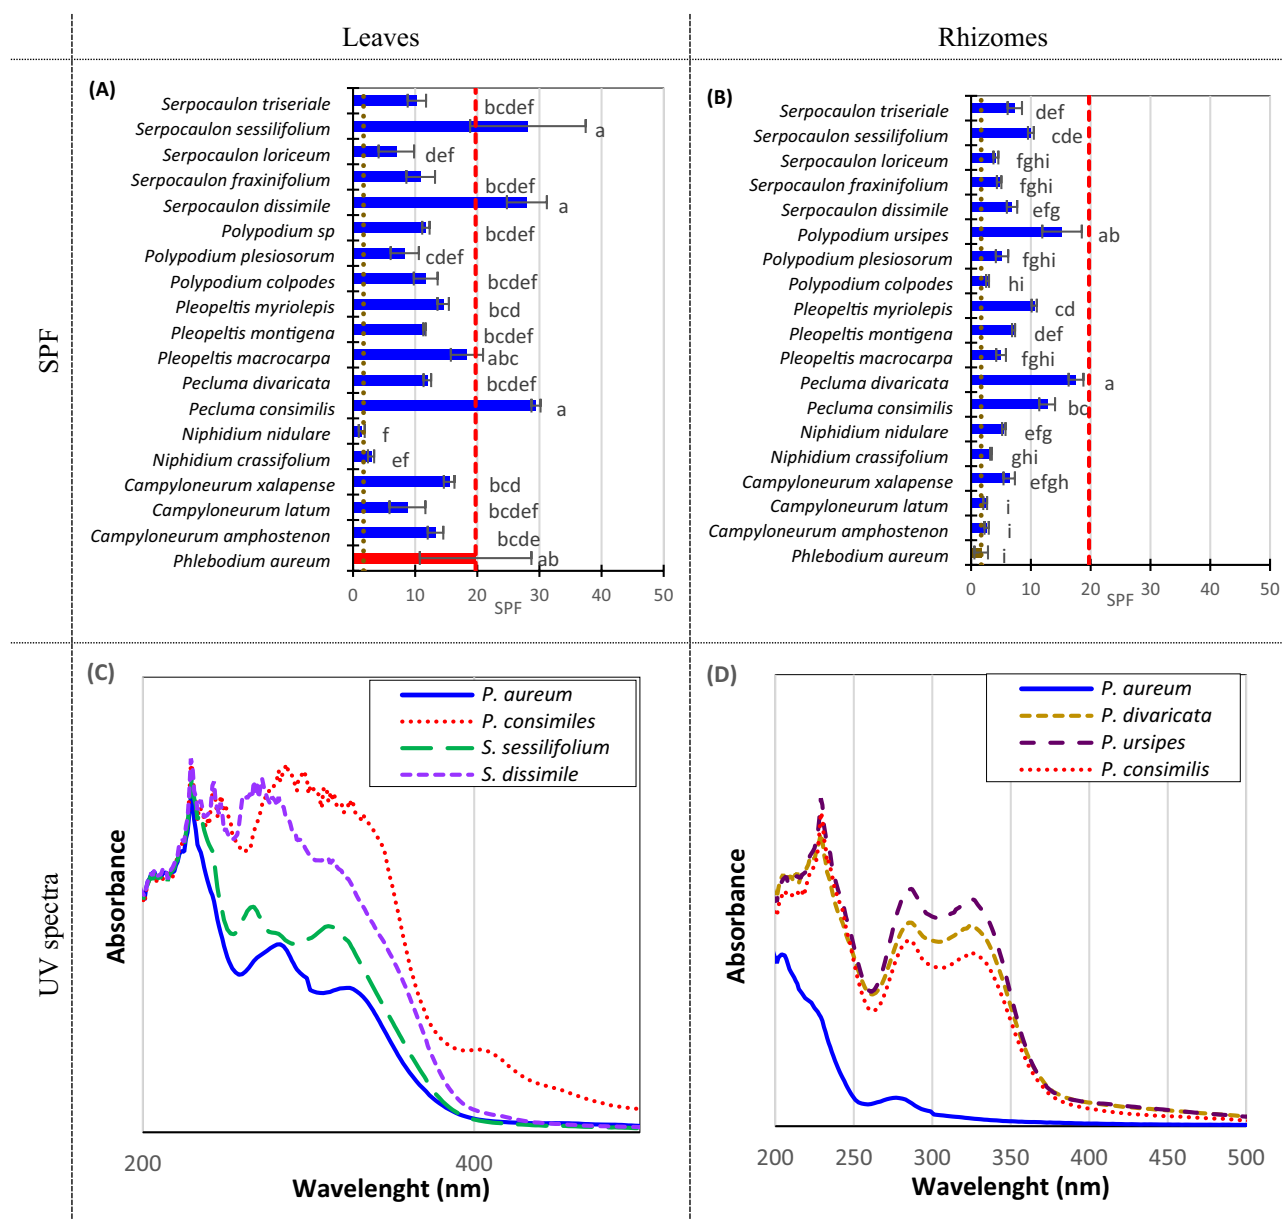 Leaves
Rhizomes
SPF
(A)
Serpocaulon triseriale bcdef
Serpocaulon sessilifolium a
Serpocaulon loriceum def
Serpocaulon fraxinifolium bcdef
Serpocaulon dissimile a
Polypodium sp bcdef
Polypodium plesiosorum cdef
Polypodium colpodes bcdef
Pleopeltis myriolepis bcd
Pleopeltis montigena bcdef
Pleopeltis macrocarpa abc
Pecluma divaricata bcdef
Pecluma consimilis a
Niphidium nidulare f
Niphidium crassifolium ef
Campyloneurum xalapense bcd
Campyloneurum latum bcdef
Campyloneurum amphostenon bcde
Phlebodium aureum ab
0 10 20 30 40 50
SPF
(B)
Serpocaulon triseriale def
Serpocaulon sessilifolium cde
Serpocaulon loriceum fghi
Serpocaulon fraxinifolium fghi
Serpocaulon dissimile efg
Polypodium ursipes ab
Polypodium plesiosorum fghi
Polypodium colpodes hi
Pleopeltis myriolepis cd
Pleopeltis montigena def
Pleopeltis macrocarpa fghi
Pecluma divaricata a
Pecluma consimilis bc
Niphidium nidulare efg
Niphidium crassifolium ghi
Campyloneurum xalapense efgh
Campyloneurum latum i
Campyloneurum amphostenon i
Phlebodium aureum i
0 10 20 30 40 50
SPF
UV spectra
(C)
P. aureum
P. consimiles
S. sessilifolium
S. dissimile
Absorbance
200 400
Wavelenght (nm)
(D)
P. aureum
P. divaricata
P. ursipes
P. consimilis
Absorbance
200 250 300 350 400 450 500
Wavelenght (nm)